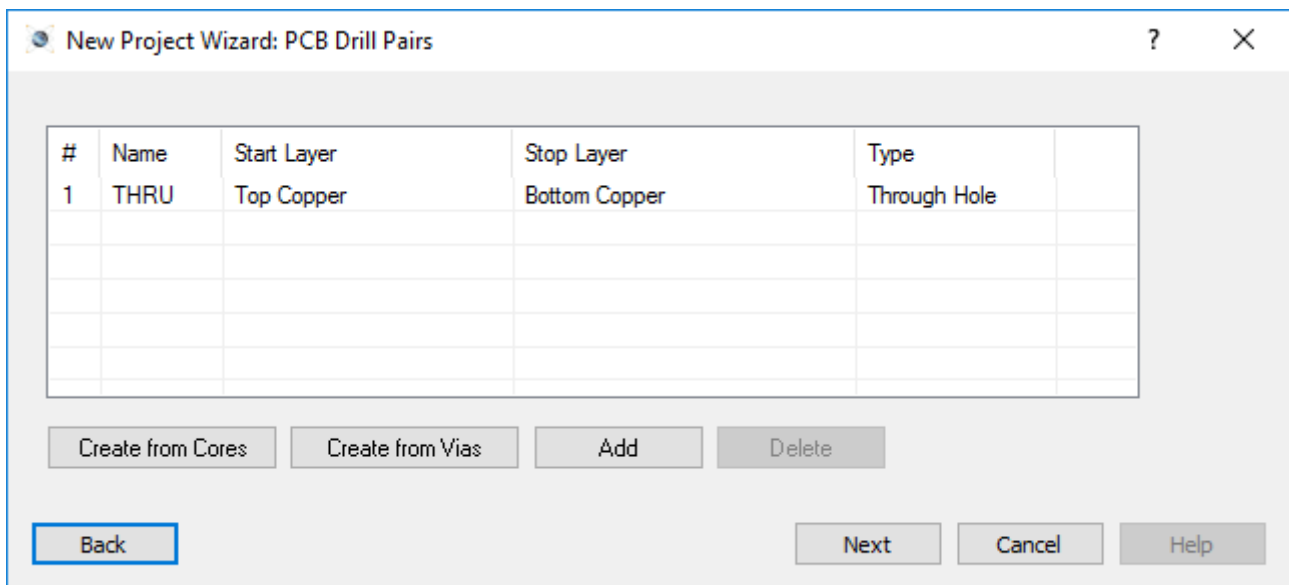 New Project Wizard: PCB Drill Pairs ? ×
# Name Start Layer Stop Layer Type
1 THRU Top Copper Bottom Copper Through Hole
Create from Cores Create from Vias Add Delete
Back Next Cancel Help